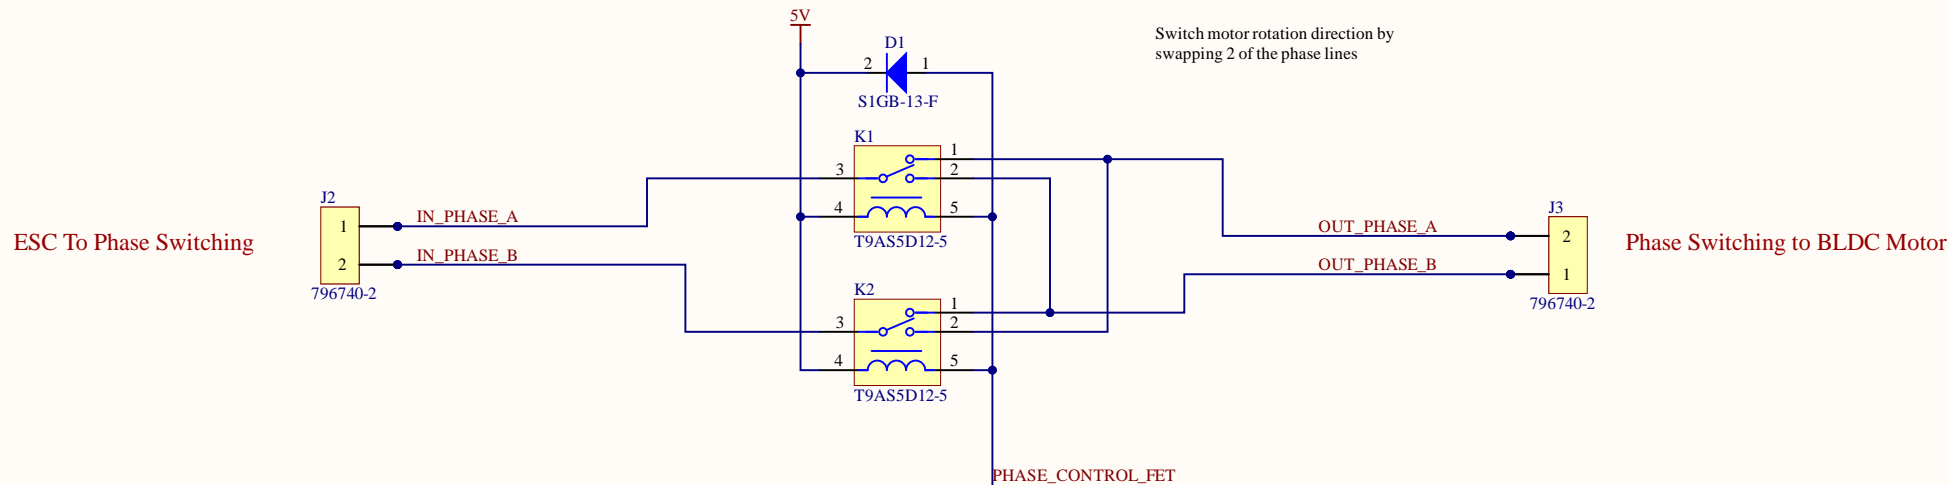 5V
Switch motor rotation direction by
swapping 2 of the phase lines
D1
2 1
S1GB-13-F
K1
1
3 2
4 5
T9AS5D12-5
J2
1 IN_PHASE_A
2 IN_PHASE_B
796740-2
ESC To Phase Switching
J3
OUT_PHASE_A 2
OUT_PHASE_B 1
796740-2
Phase Switching to BLDC Motor
K2
1
3 2
4 5
T9AS5D12-5
PHASE_CONTROL_FET